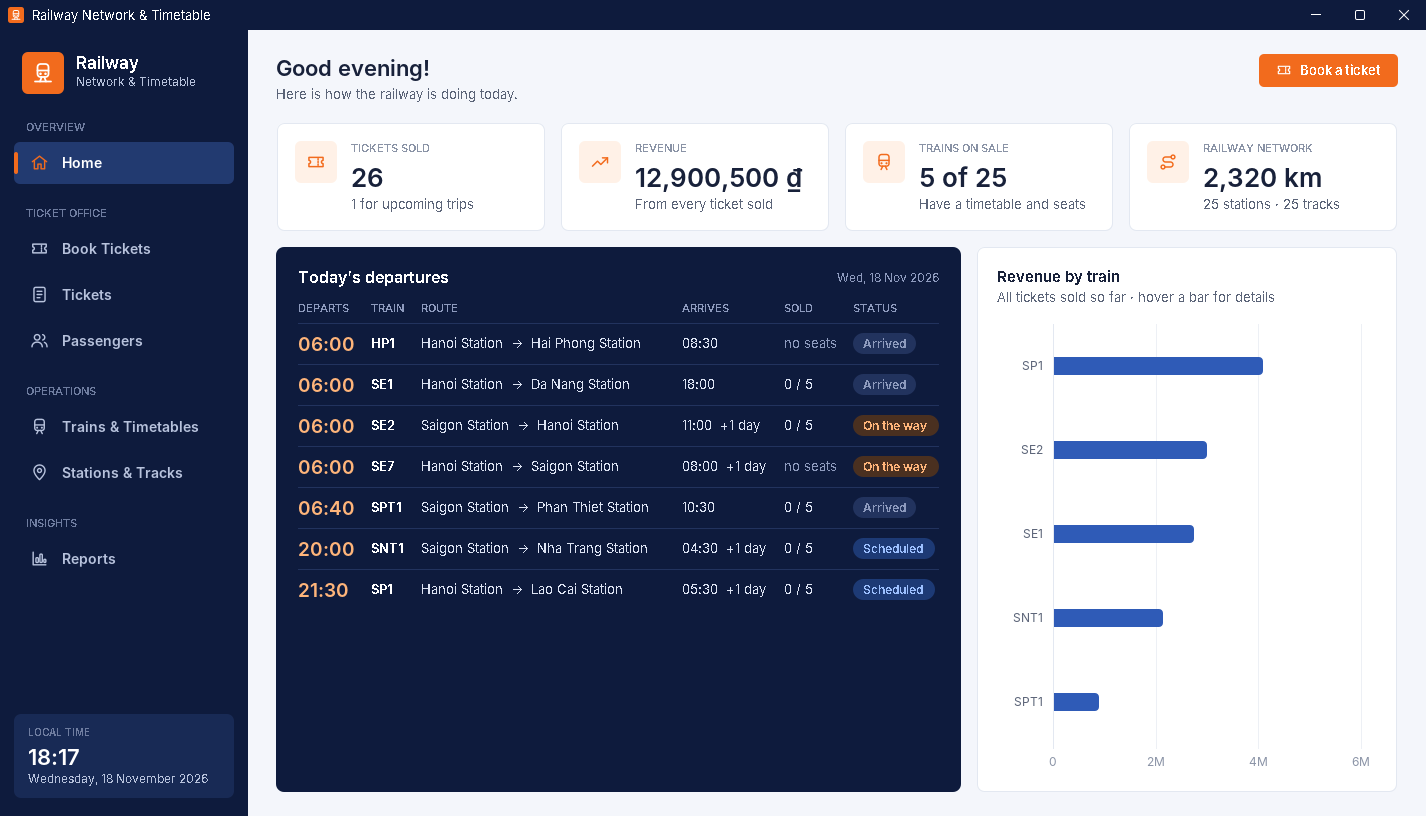 Railway Network & Timetable
Railway
Network & Timetable
OVERVIEW
Home
TICKET OFFICE
Book Tickets
Tickets
Passengers
OPERATIONS
Trains & Timetables
Stations & Tracks
INSIGHTS
Reports
LOCAL TIME
18:17
Wednesday, 18 November 2026
Good evening!
Here is how the railway is doing today.
Book a ticket
TICKETS SOLD
26
1 for upcoming trips
REVENUE
12,900,500 ₫
From every ticket sold
TRAINS ON SALE
5 of 25
Have a timetable and seats
RAILWAY NETWORK
2,320 km
25 stations · 25 tracks
Today's departures
Wed, 18 Nov 2026
DEPARTS TRAIN ROUTE ARRIVES SOLD STATUS
06:00 HP1 Hanoi Station → Hai Phong Station 08:30 no seats Arrived
06:00 SE1 Hanoi Station → Da Nang Station 18:00 0 / 5 Arrived
06:00 SE2 Saigon Station → Hanoi Station 11:00 +1 day 0 / 5 On the way
06:00 SE7 Hanoi Station → Saigon Station 08:00 +1 day no seats On the way
06:40 SPT1 Saigon Station → Phan Thiet Station 10:30 0 / 5 Arrived
20:00 SNT1 Saigon Station → Nha Trang Station 04:30 +1 day 0 / 5 Scheduled
21:30 SP1 Hanoi Station → Lao Cai Station 05:30 +1 day 0 / 5 Scheduled
Revenue by train
All tickets sold so far · hover a bar for details
SP1
SE2
SE1
SNT1
SPT1
0 2M 4M 6M